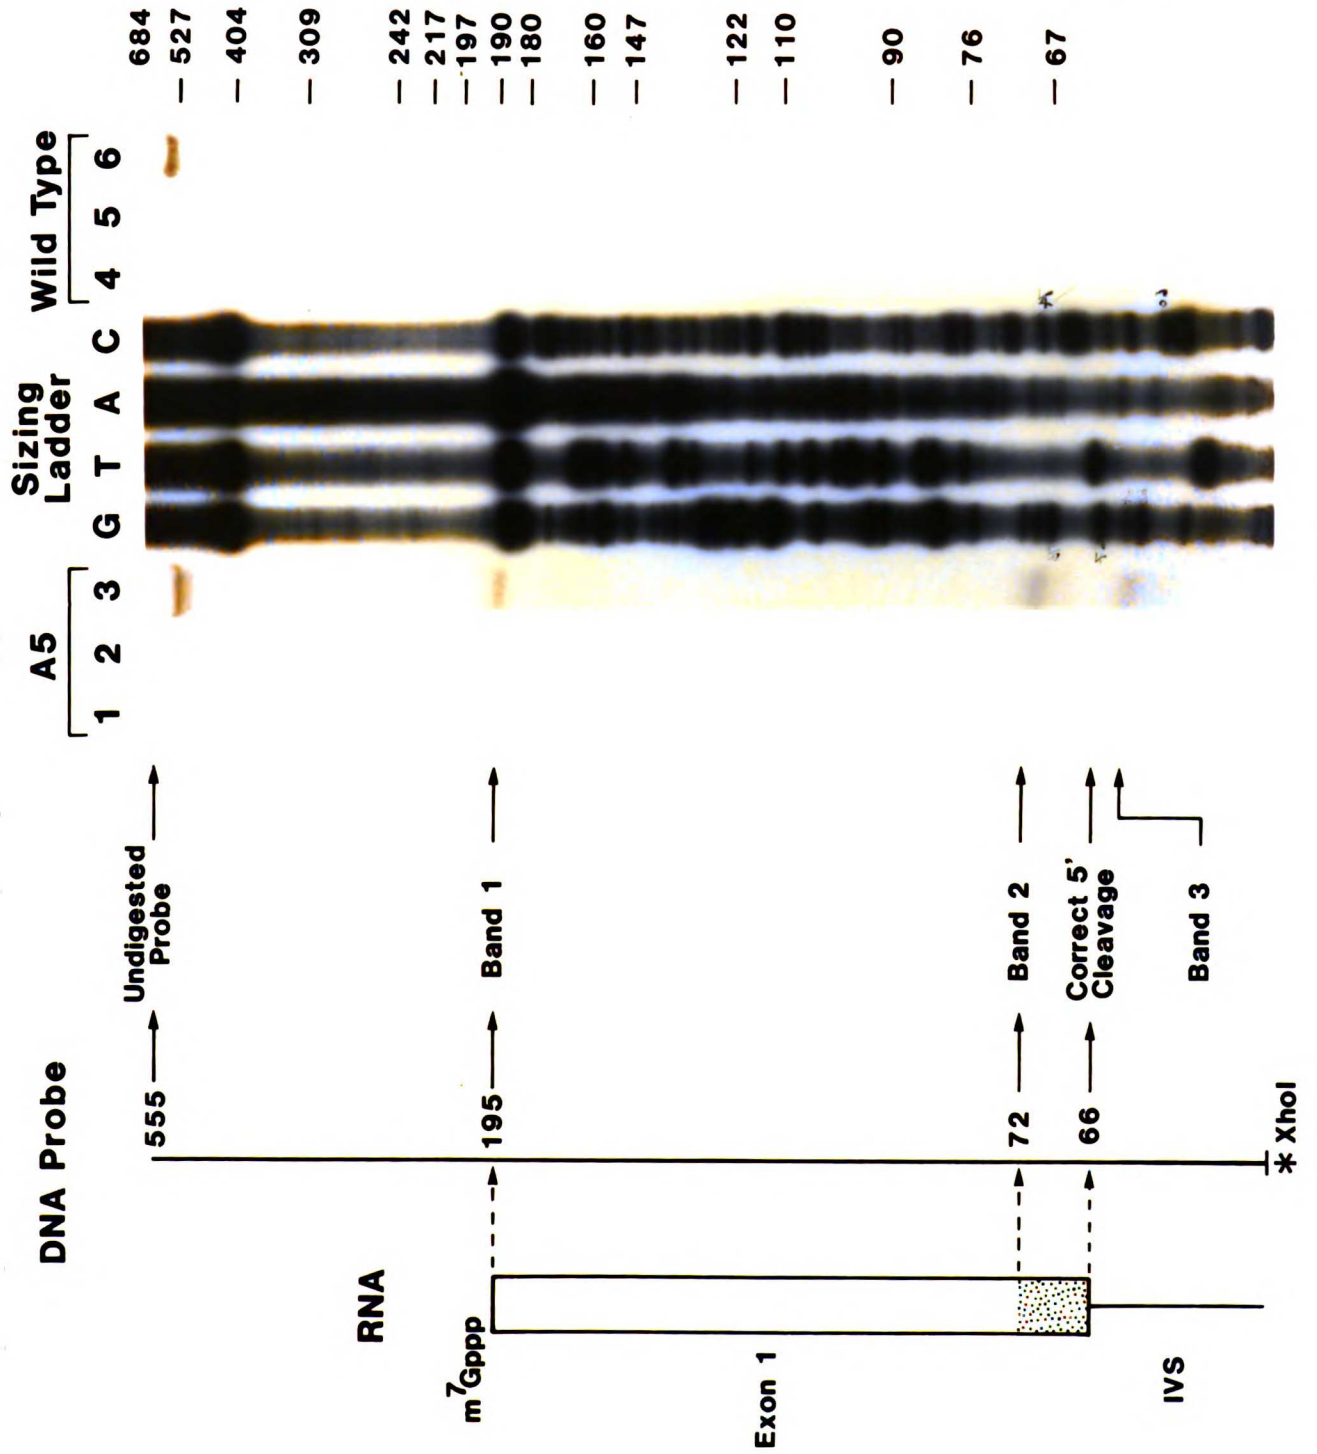 Sizing
Ladder
A5
Wild Type
1 2 3 G T A C 4 5 6
684
527
404
309
242
217
197
190
180
160
147
122
110
90
76
67
DNA Probe
RNA
m7Gppp
Exon 1
IVS
555
Undigested
Probe
195
Band 1
72
Band 2
66
Correct 5'
Cleavage
Band 3
* XhoI